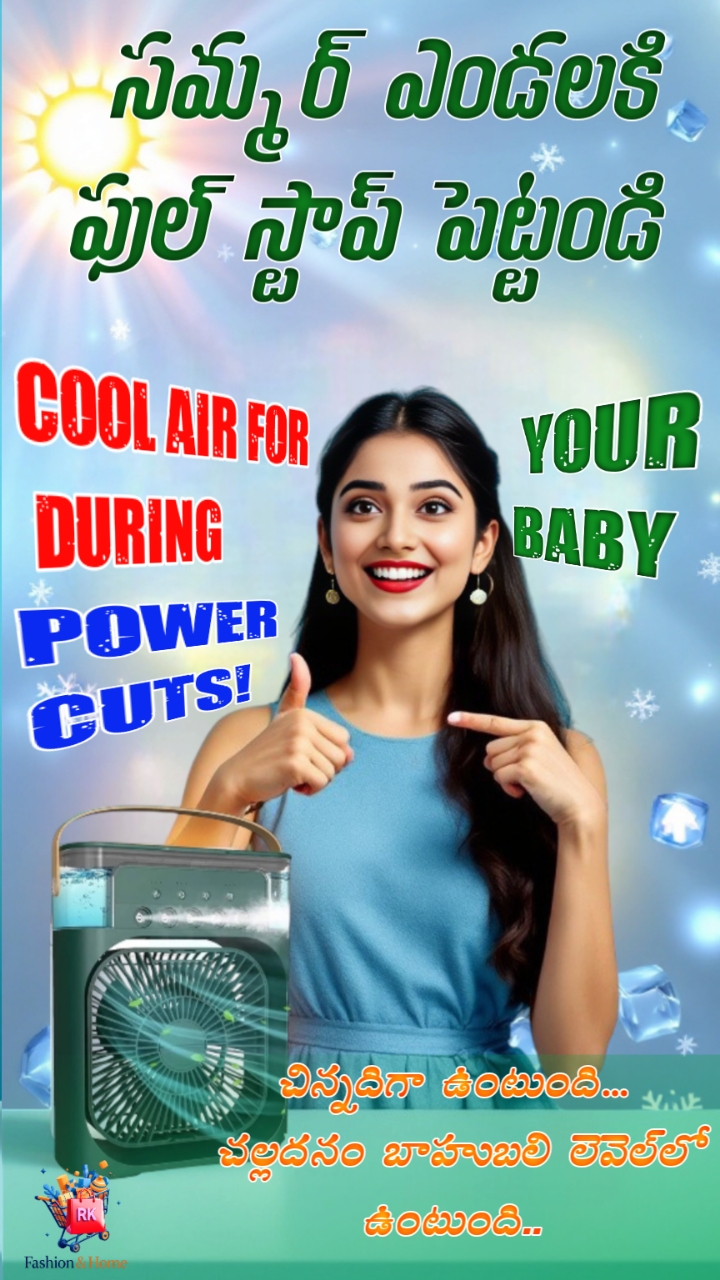 సమ్మర్ ఎండలకి
ఫుల్ స్టాప్ పెట్టండి
COOL AIR FOR
DURING
POWER
CUTS!
YOUR
BABY
చిన్నదిగా ఉంటుంది...
చల్లదనం బాహుబలి లెవెల్‌లో
ఉంటుంది..
RK
Fashion & Home